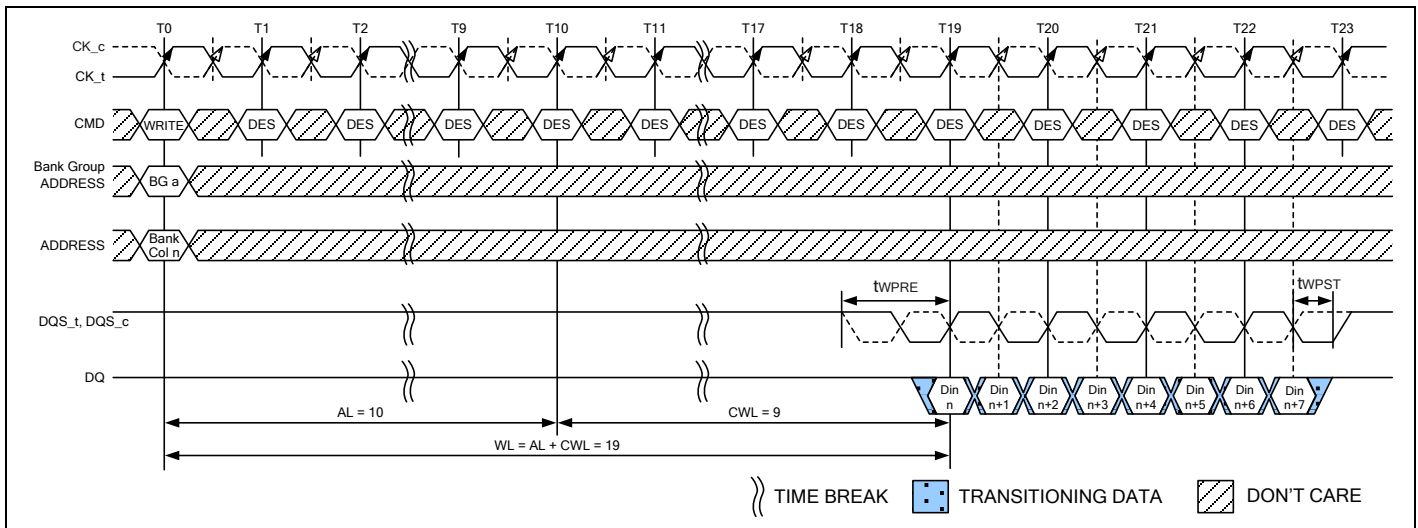 T0 T1 T2 T9 T10 T11 T17 T18 T19 T20 T21 T22 T23
CK_c
CK_t
CMD WRITE DES DES DES DES DES DES DES DES DES DES DES DES
Bank Group
ADDRESS BG a
ADDRESS Bank
Col n
tWPRE tWPST
DQS_t, DQS_c
DQ Din n Din n+1 Din n+2 Din n+3 Din n+4 Din n+5 Din n+6 Din n+7
AL = 10 CWL = 9
WL = AL + CWL = 19
TIME BREAK TRANSITIONING DATA DON'T CARE